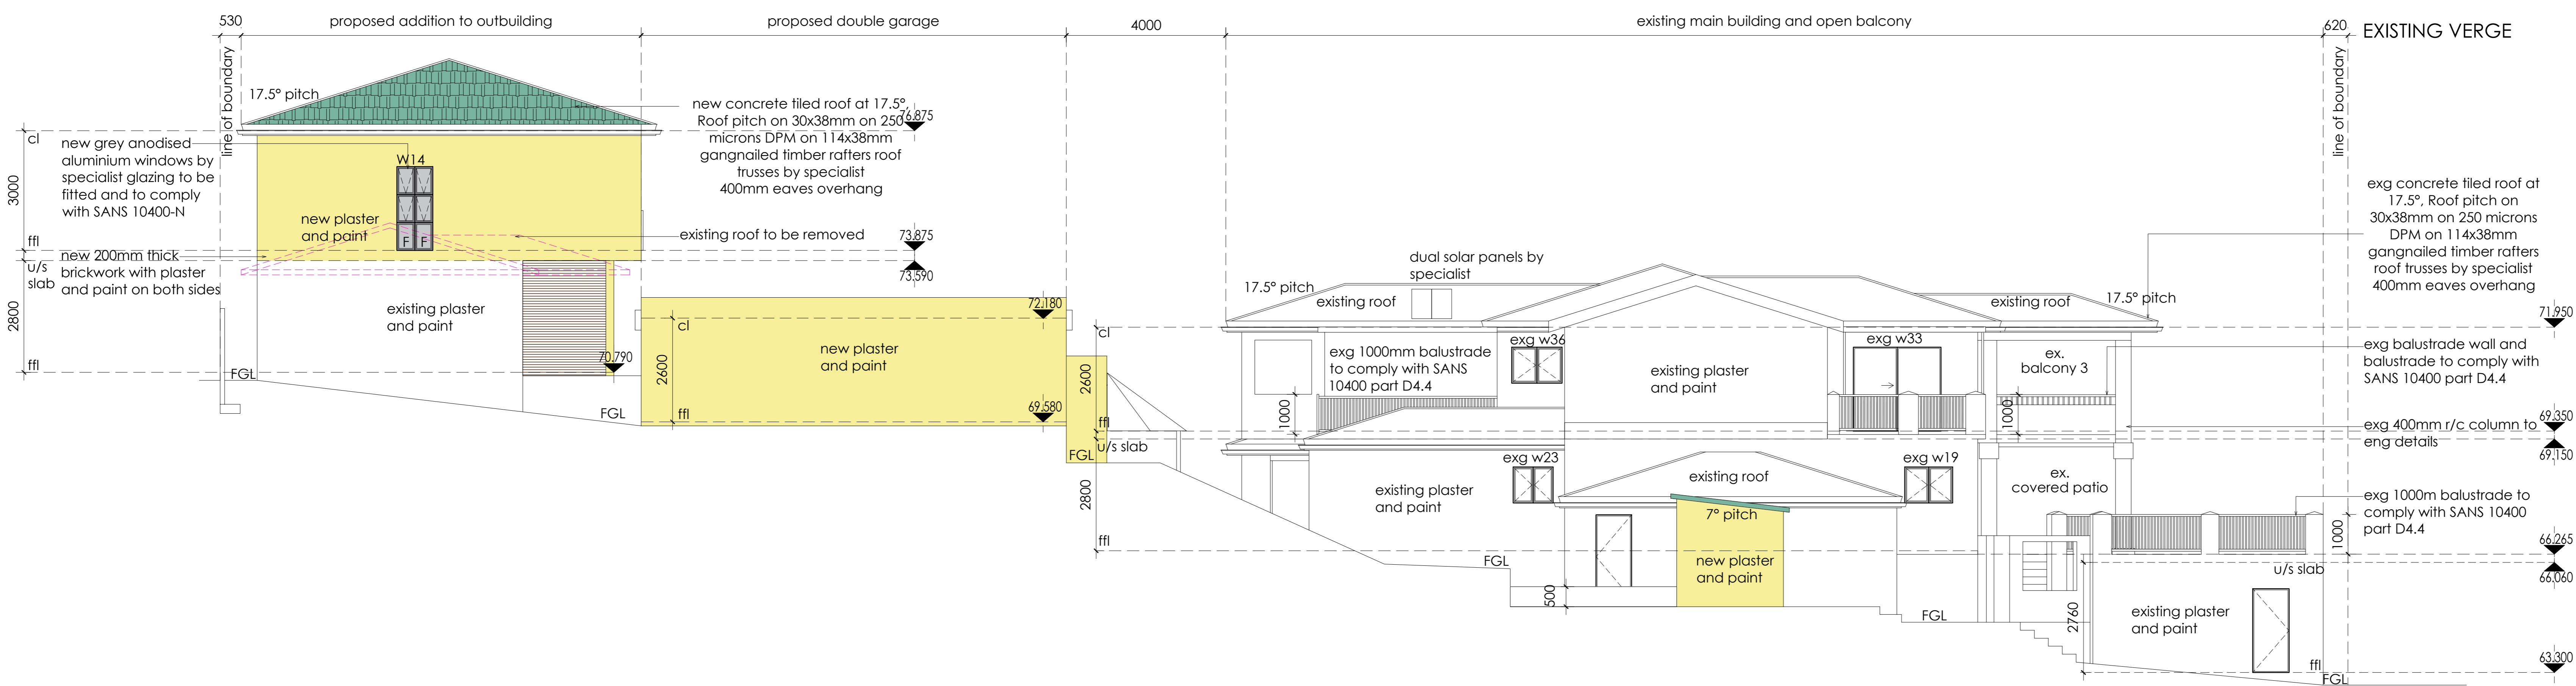 530
proposed addition to outbuilding
proposed double garage
4000
existing main building and open balcony
620
EXISTING VERGE
line of boundary
17.5° pitch
new concrete tiled roof at 17.5°,
Roof pitch on 30x38mm on 250
microns DPM on 114x38mm
gangnailed timber rafters roof
trusses by specialist
400mm eaves overhang
76.875
cl
3000
ffl
u/s
slab
2800
ffl
new grey anodised
aluminium windows by
specialist glazing to be
fitted and to comply
with SANS 10400-N
new 200mm thick
brickwork with plaster
and paint on both sides
W14
F F
new plaster
and paint
existing roof to be removed
73.875
73.590
existing plaster
and paint
70.790
FGL
FGL
72.180
cl
2600
ffl
new plaster
and paint
69.580
cl
2600
ffl
u/s slab
FGL
2800
ffl
17.5° pitch
existing roof
dual solar panels by
specialist
exg 1000mm balustrade
to comply with SANS
10400 part D4.4
1000
exg w36
existing plaster
and paint
exg w33
existing roof
17.5° pitch
ex.
balcony 3
1000
exg w23
existing plaster
and paint
existing roof
exg w19
7° pitch
new plaster
and paint
500
FGL
FGL
ex.
covered patio
1000
u/s slab
2760
existing plaster
and paint
ffl
FGL
line of boundary
exg concrete tiled roof at
17.5°, Roof pitch on
30x38mm on 250 microns
DPM on 114x38mm
gangnailed timber rafters
roof trusses by specialist
400mm eaves overhang
71.950
exg balustrade wall and
balustrade to comply with
SANS 10400 part D4.4
69.350
exg 400mm r/c column to
eng details
69.150
exg 1000m balustrade to
comply with SANS 10400
part D4.4
66.265
66.060
63.300